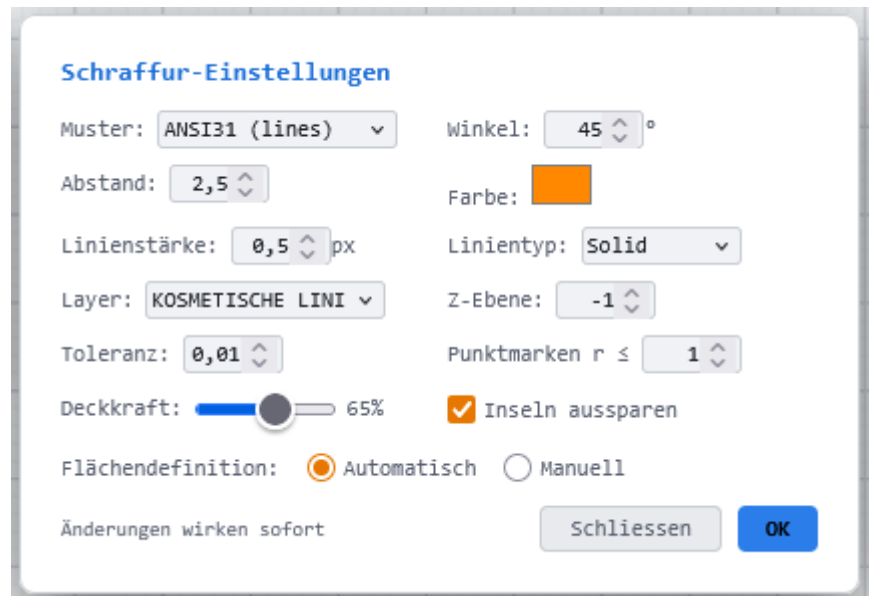 Schraffur-Einstellungen
Muster: ANSI31 (lines) Winkel: 45 °
Abstand: 2,5 Farbe:
Linienstärke: 0,5 px Linientyp: Solid
Layer: KOSMETISCHE LINI Z-Ebene: -1
Toleranz: 0,01 Punktmarken r ≤ 1
Deckkraft: 65% Inseln aussparen
Flächendefinition: Automatisch Manuell
Änderungen wirken sofort Schliessen OK